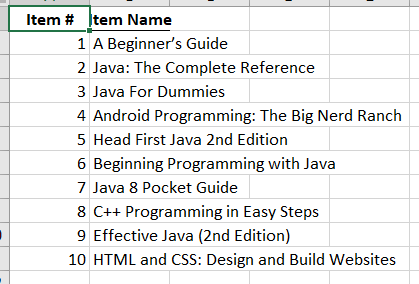 Item # Item Name
1 A Beginner’s Guide
2 Java: The Complete Reference
3 Java For Dummies
4 Android Programming: The Big Nerd Ranch
5 Head First Java 2nd Edition
6 Beginning Programming with Java
7 Java 8 Pocket Guide
8 C++ Programming in Easy Steps
9 Effective Java (2nd Edition)
10 HTML and CSS: Design and Build Websites